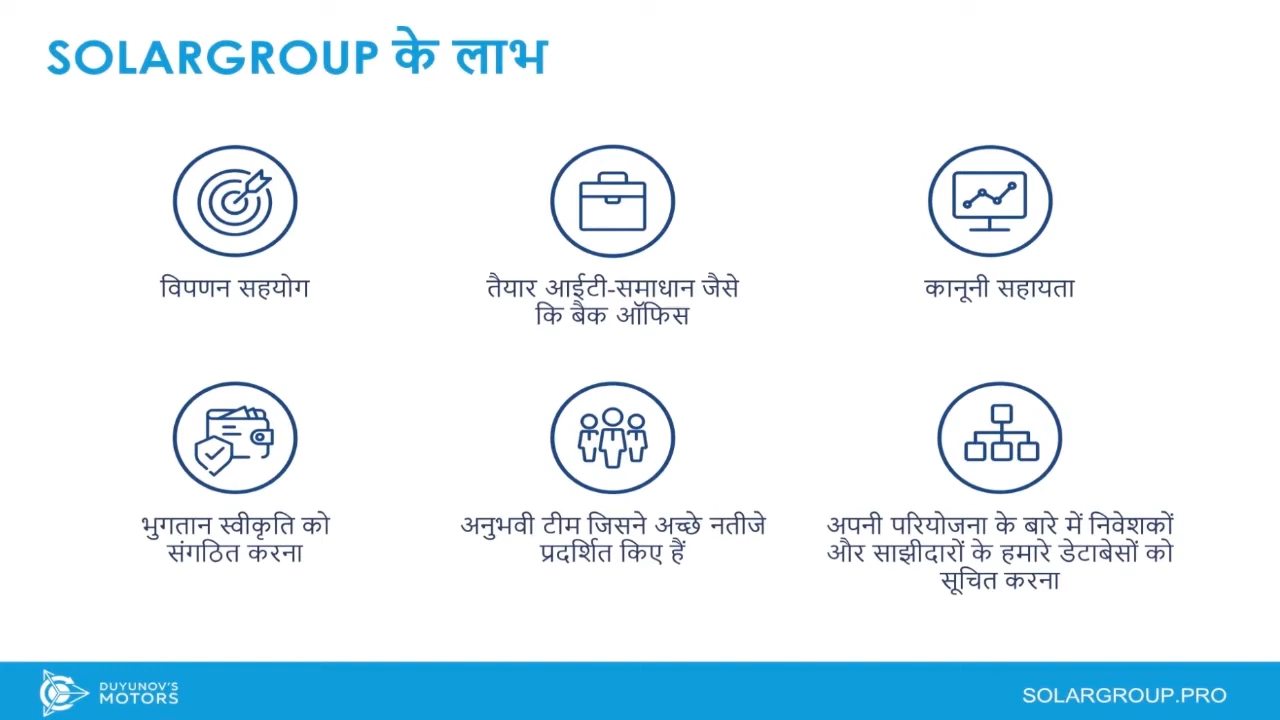 SOLARGROUP के लाभ
विपणन सहयोग
तैयार आईटी-समाधान जैसे
कि बैक ऑफिस
कानूनी सहायता
भुगतान स्वीकृति को
संगठित करना
अनुभवी टीम जिसने अच्छे नतीजे
प्रदर्शित किए हैं
अपनी परियोजना के बारे में निवेशकों
और साझीदारों के हमारे डेटाबेसों को
सूचित करना
DUYUNOV'S
MOTORS
SOLARGROUP.PRO